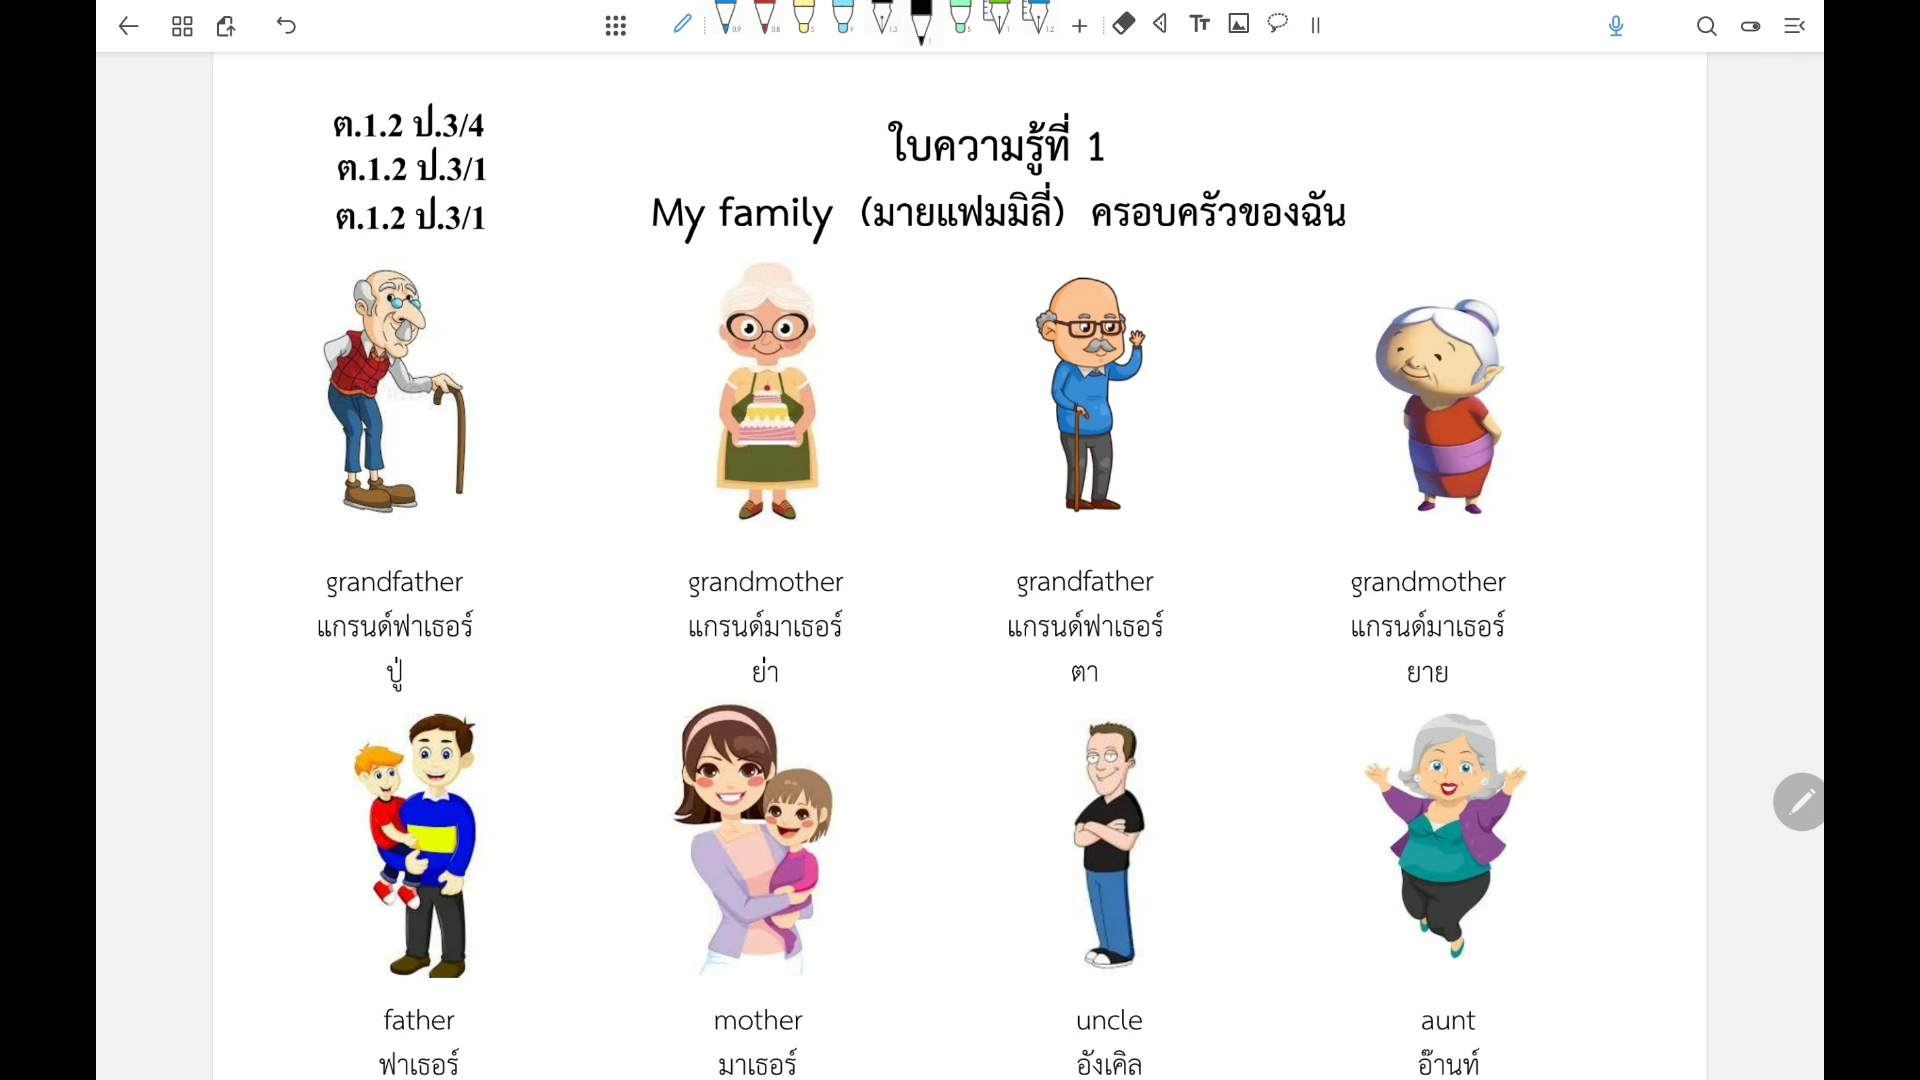 ต.1.2 ป.3/4
ต.1.2 ป.3/1
ต.1.2 ป.3/1
ใบความรู้ที่ 1
My family (มายแฟมมิลี่) ครอบครัวของฉัน
grandfather grandmother grandfather grandmother
แกรนด์ฟาเธอร์ แกรนด์มาเธอร์ แกรนด์ฟาเธอร์ แกรนด์มาเธอร์
ปู่ ย่า ตา ยาย
father mother uncle aunt
ฟาเธอร์ มาเธอร์ อังเคิล อ๊านท์